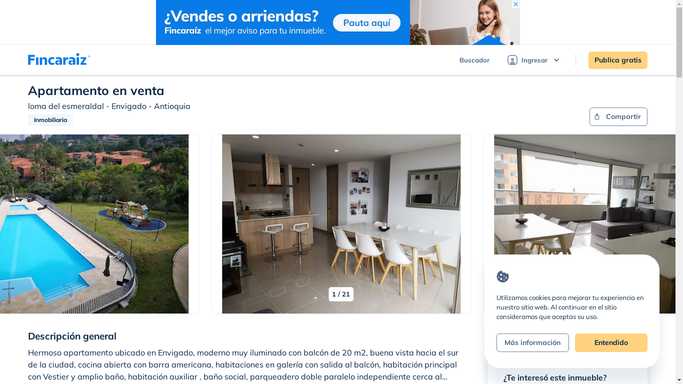 ¿Vendes o arriendas?
Fincaraíz el mejor aviso para tu inmueble.
Pauta aquí
Fincaraíz
Buscador
Ingresar
Publica gratis
Apartamento en venta
loma del esmeraldal - Envigado - Antioquia
Inmobiliaria
Compartir
1 / 21
Utilizamos cookies para mejorar tu experiencia en
nuestro sitio web. Al continuar en el sitio
consideramos que aceptas su uso.
Más información
Entendido
Descripción general
Hermoso apartamento ubicado en Envigado, moderno muy iluminado con balcón de 20 m2, buena vista hacia el sur
de la ciudad, cocina abierta con barra americana, habitaciones en galería con salida al balcón, habitación principal
con Vestier y amplio baño, habitación auxiliar , baño social, parqueadero doble paralelo independiente cerca al...
¿Te interesó este inmueble?